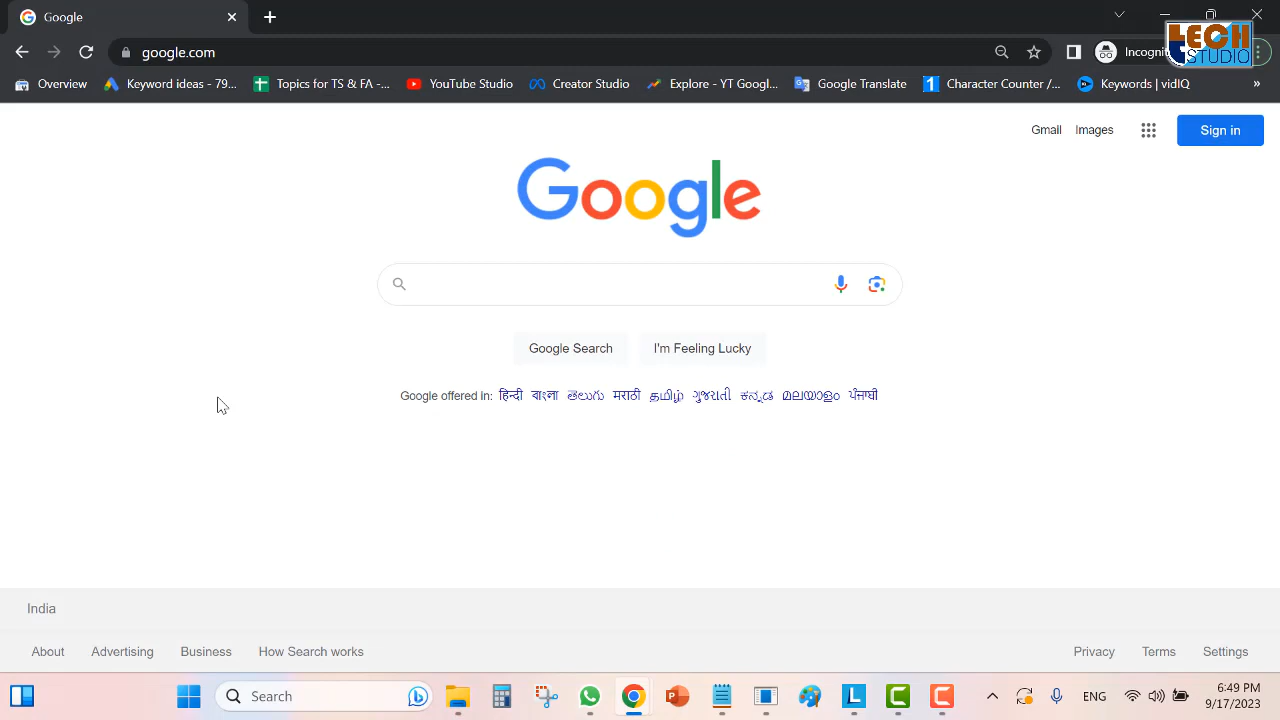 Google
google.com
Incognit
TECH
STUDIO
Overview
Keyword ideas - 79...
Topics for TS & FA -...
YouTube Studio
Creator Studio
Explore - YT Googl...
Google Translate
1
Character Counter /...
Keywords | vidIQ
»
Gmail
Images
Sign in
Google
Google Search
I'm Feeling Lucky
Google offered in: हिन्दी বাংলা తెలుగు मराठी தமிழ் ગુજરાતી ಕನ್ನಡ മലയാളം ਪੰਜਾਬੀ
India
About
Advertising
Business
How Search works
Privacy
Terms
Settings
Search
ENG
6:49 PM
9/17/2023